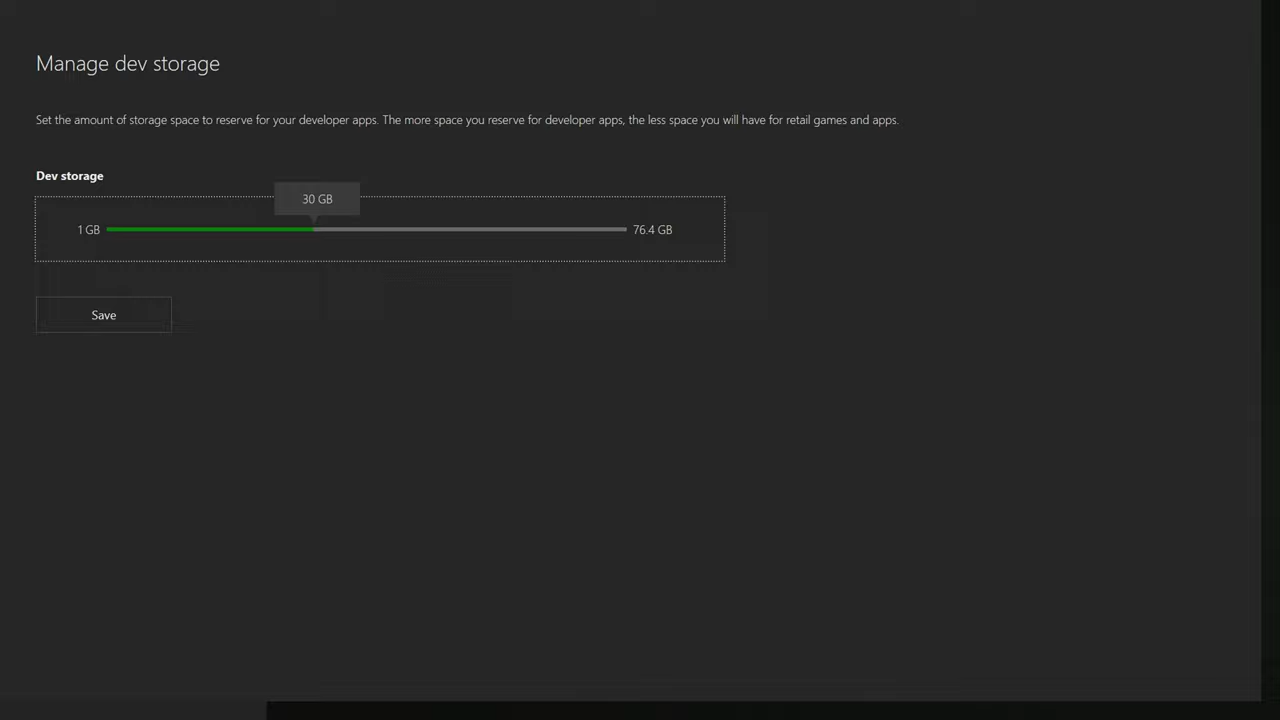 Manage dev storage
Set the amount of storage space to reserve for your developer apps. The more space you reserve for developer apps, the less space you will have for retail games and apps.
Dev storage
30 GB
1 GB 76.4 GB
Save